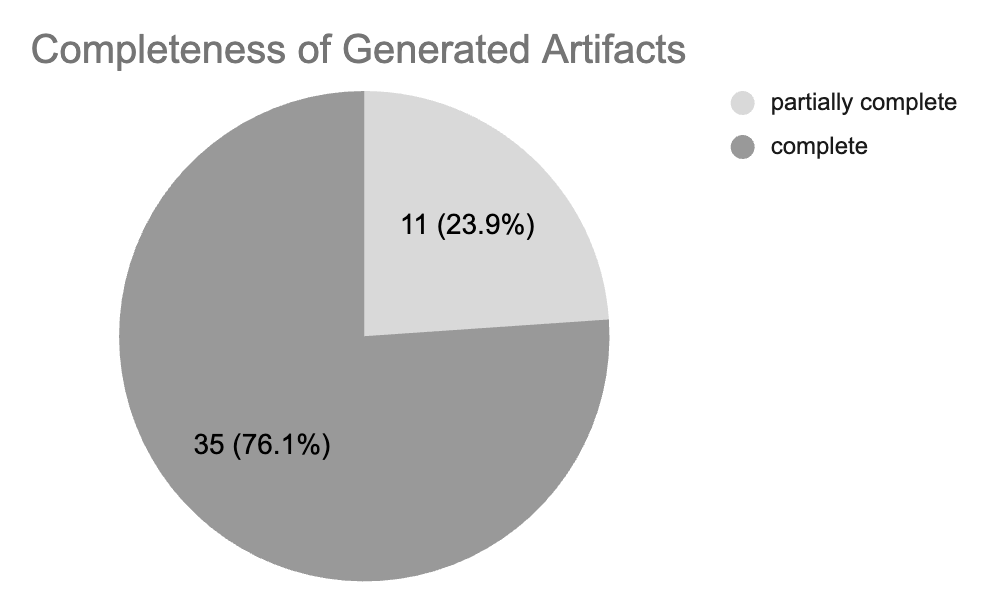 Completeness of Generated Artifacts
partially complete
complete
11 (23.9%)
35 (76.1%)